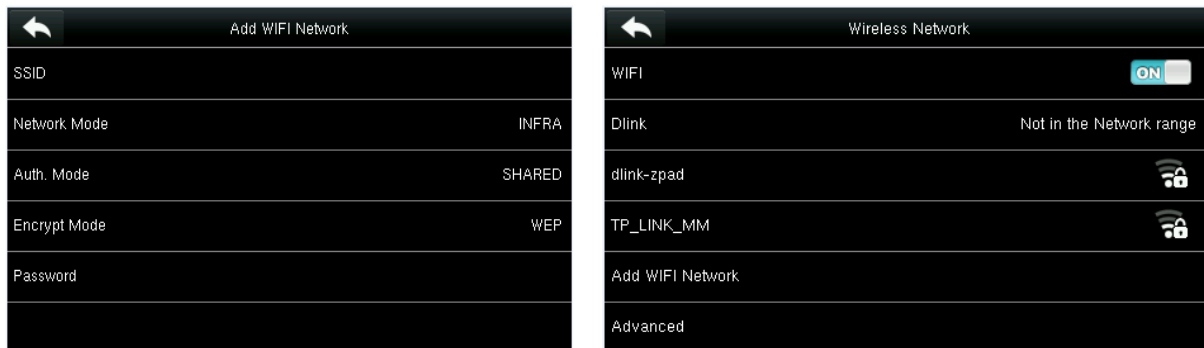 Add WIFI Network
SSID
Network Mode INFRA
Auth. Mode SHARED
Encrypt Mode WEP
Password
Wireless Network
WIFI ON
Dlink Not in the Network range
dlink-zpad
TP_LINK_MM
Add WIFI Network
Advanced